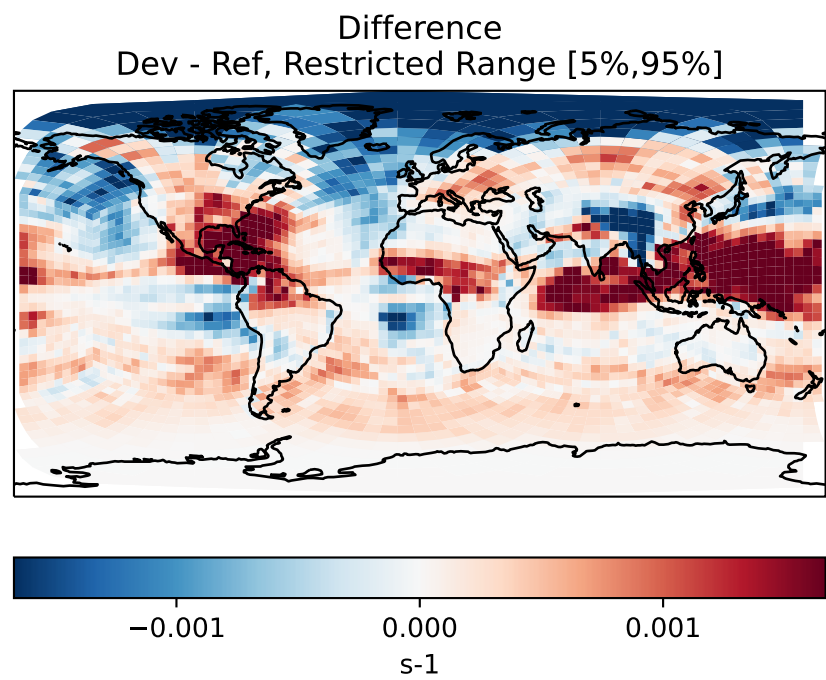 Difference
Dev - Ref, Restricted Range [5%,95%]
−0.001 0.000 0.001
s-1